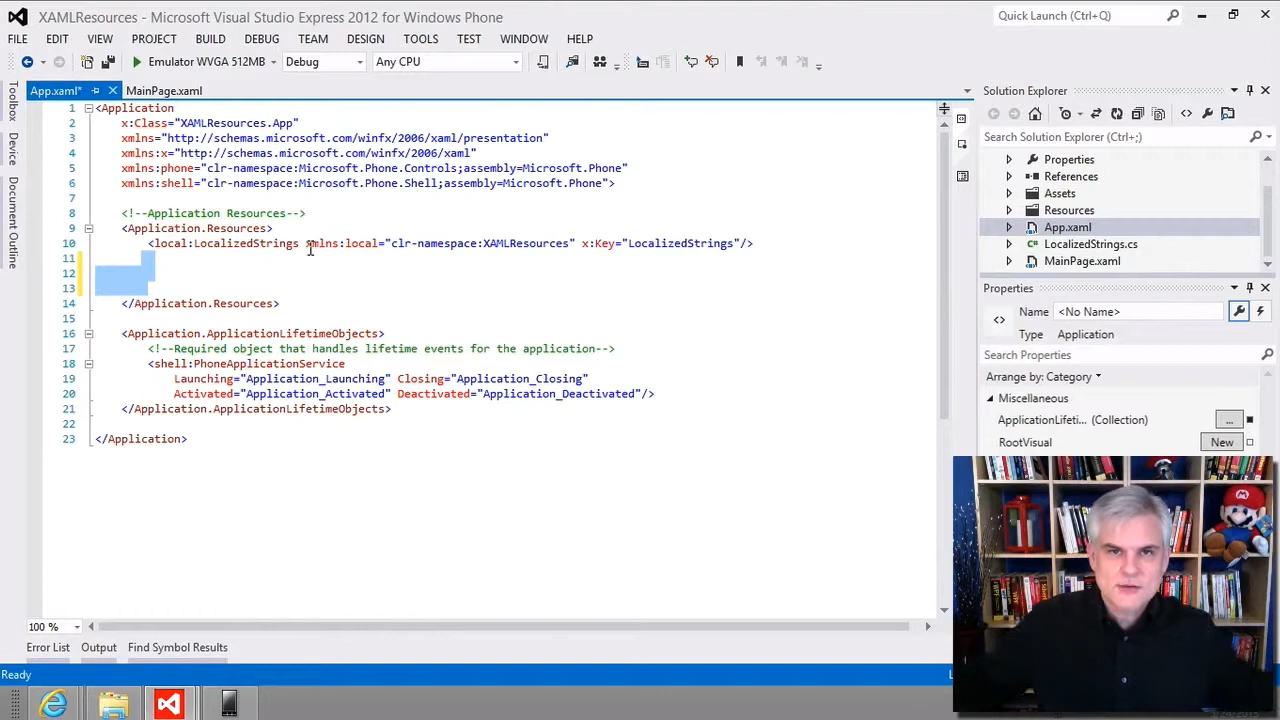 XAMLResources - Microsoft Visual Studio Express 2012 for Windows Phone
Quick Launch (Ctrl+Q)
FILE EDIT VIEW PROJECT BUILD DEBUG TEAM DESIGN TOOLS TEST WINDOW HELP
Emulator WVGA 512MB Debug Any CPU
App.xaml* MainPage.xaml
Toolbox
Device
Document Outline
1 <Application
2 x:Class="XAMLResources.App"
3 xmlns="http://schemas.microsoft.com/winfx/2006/xaml/presentation"
4 xmlns:x="http://schemas.microsoft.com/winfx/2006/xaml"
5 xmlns:phone="clr-namespace:Microsoft.Phone.Controls;assembly=Microsoft.Phone"
6 xmlns:shell="clr-namespace:Microsoft.Phone.Shell;assembly=Microsoft.Phone">
7
8 <!--Application Resources-->
9 <Application.Resources>
10 <local:LocalizedStrings xmlns:local="clr-namespace:XAMLResources" x:Key="LocalizedStrings"/>
11
12
13
14 </Application.Resources>
15
16 <Application.ApplicationLifetimeObjects>
17 <!--Required object that handles lifetime events for the application-->
18 <shell:PhoneApplicationService
19 Launching="Application_Launching" Closing="Application_Closing"
20 Activated="Application_Activated" Deactivated="Application_Deactivated"/>
21 </Application.ApplicationLifetimeObjects>
22
23 </Application>
100 %
Error List Output Find Symbol Results
Ready
Solution Explorer
Search Solution Explorer (Ctrl+;)
Properties
References
Assets
Resources
App.xaml
LocalizedStrings.cs
MainPage.xaml
Properties
Name <No Name>
Type Application
Search Properties
Arrange by: Category
Miscellaneous
ApplicationLifeti... (Collection) ...
RootVisual New